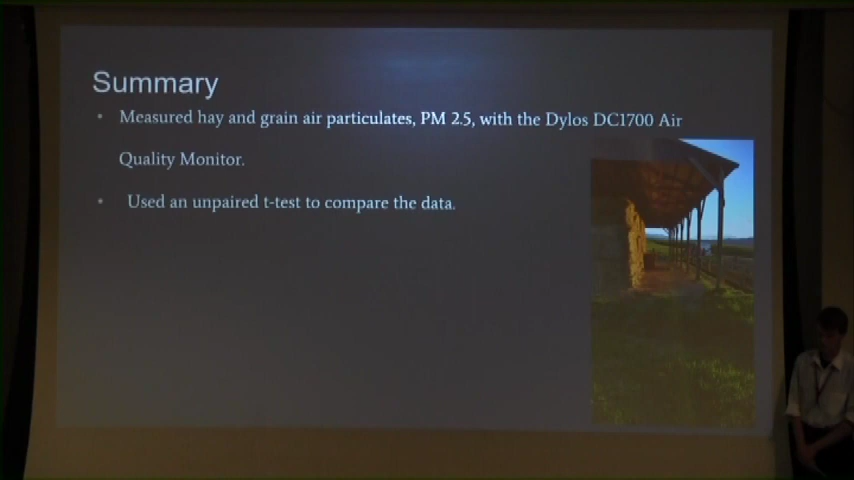 Summary
• Measured hay and grain air particulates, PM 2.5, with the Dylos DC1700 Air
Quality Monitor.
• Used an unpaired t-test to compare the data.